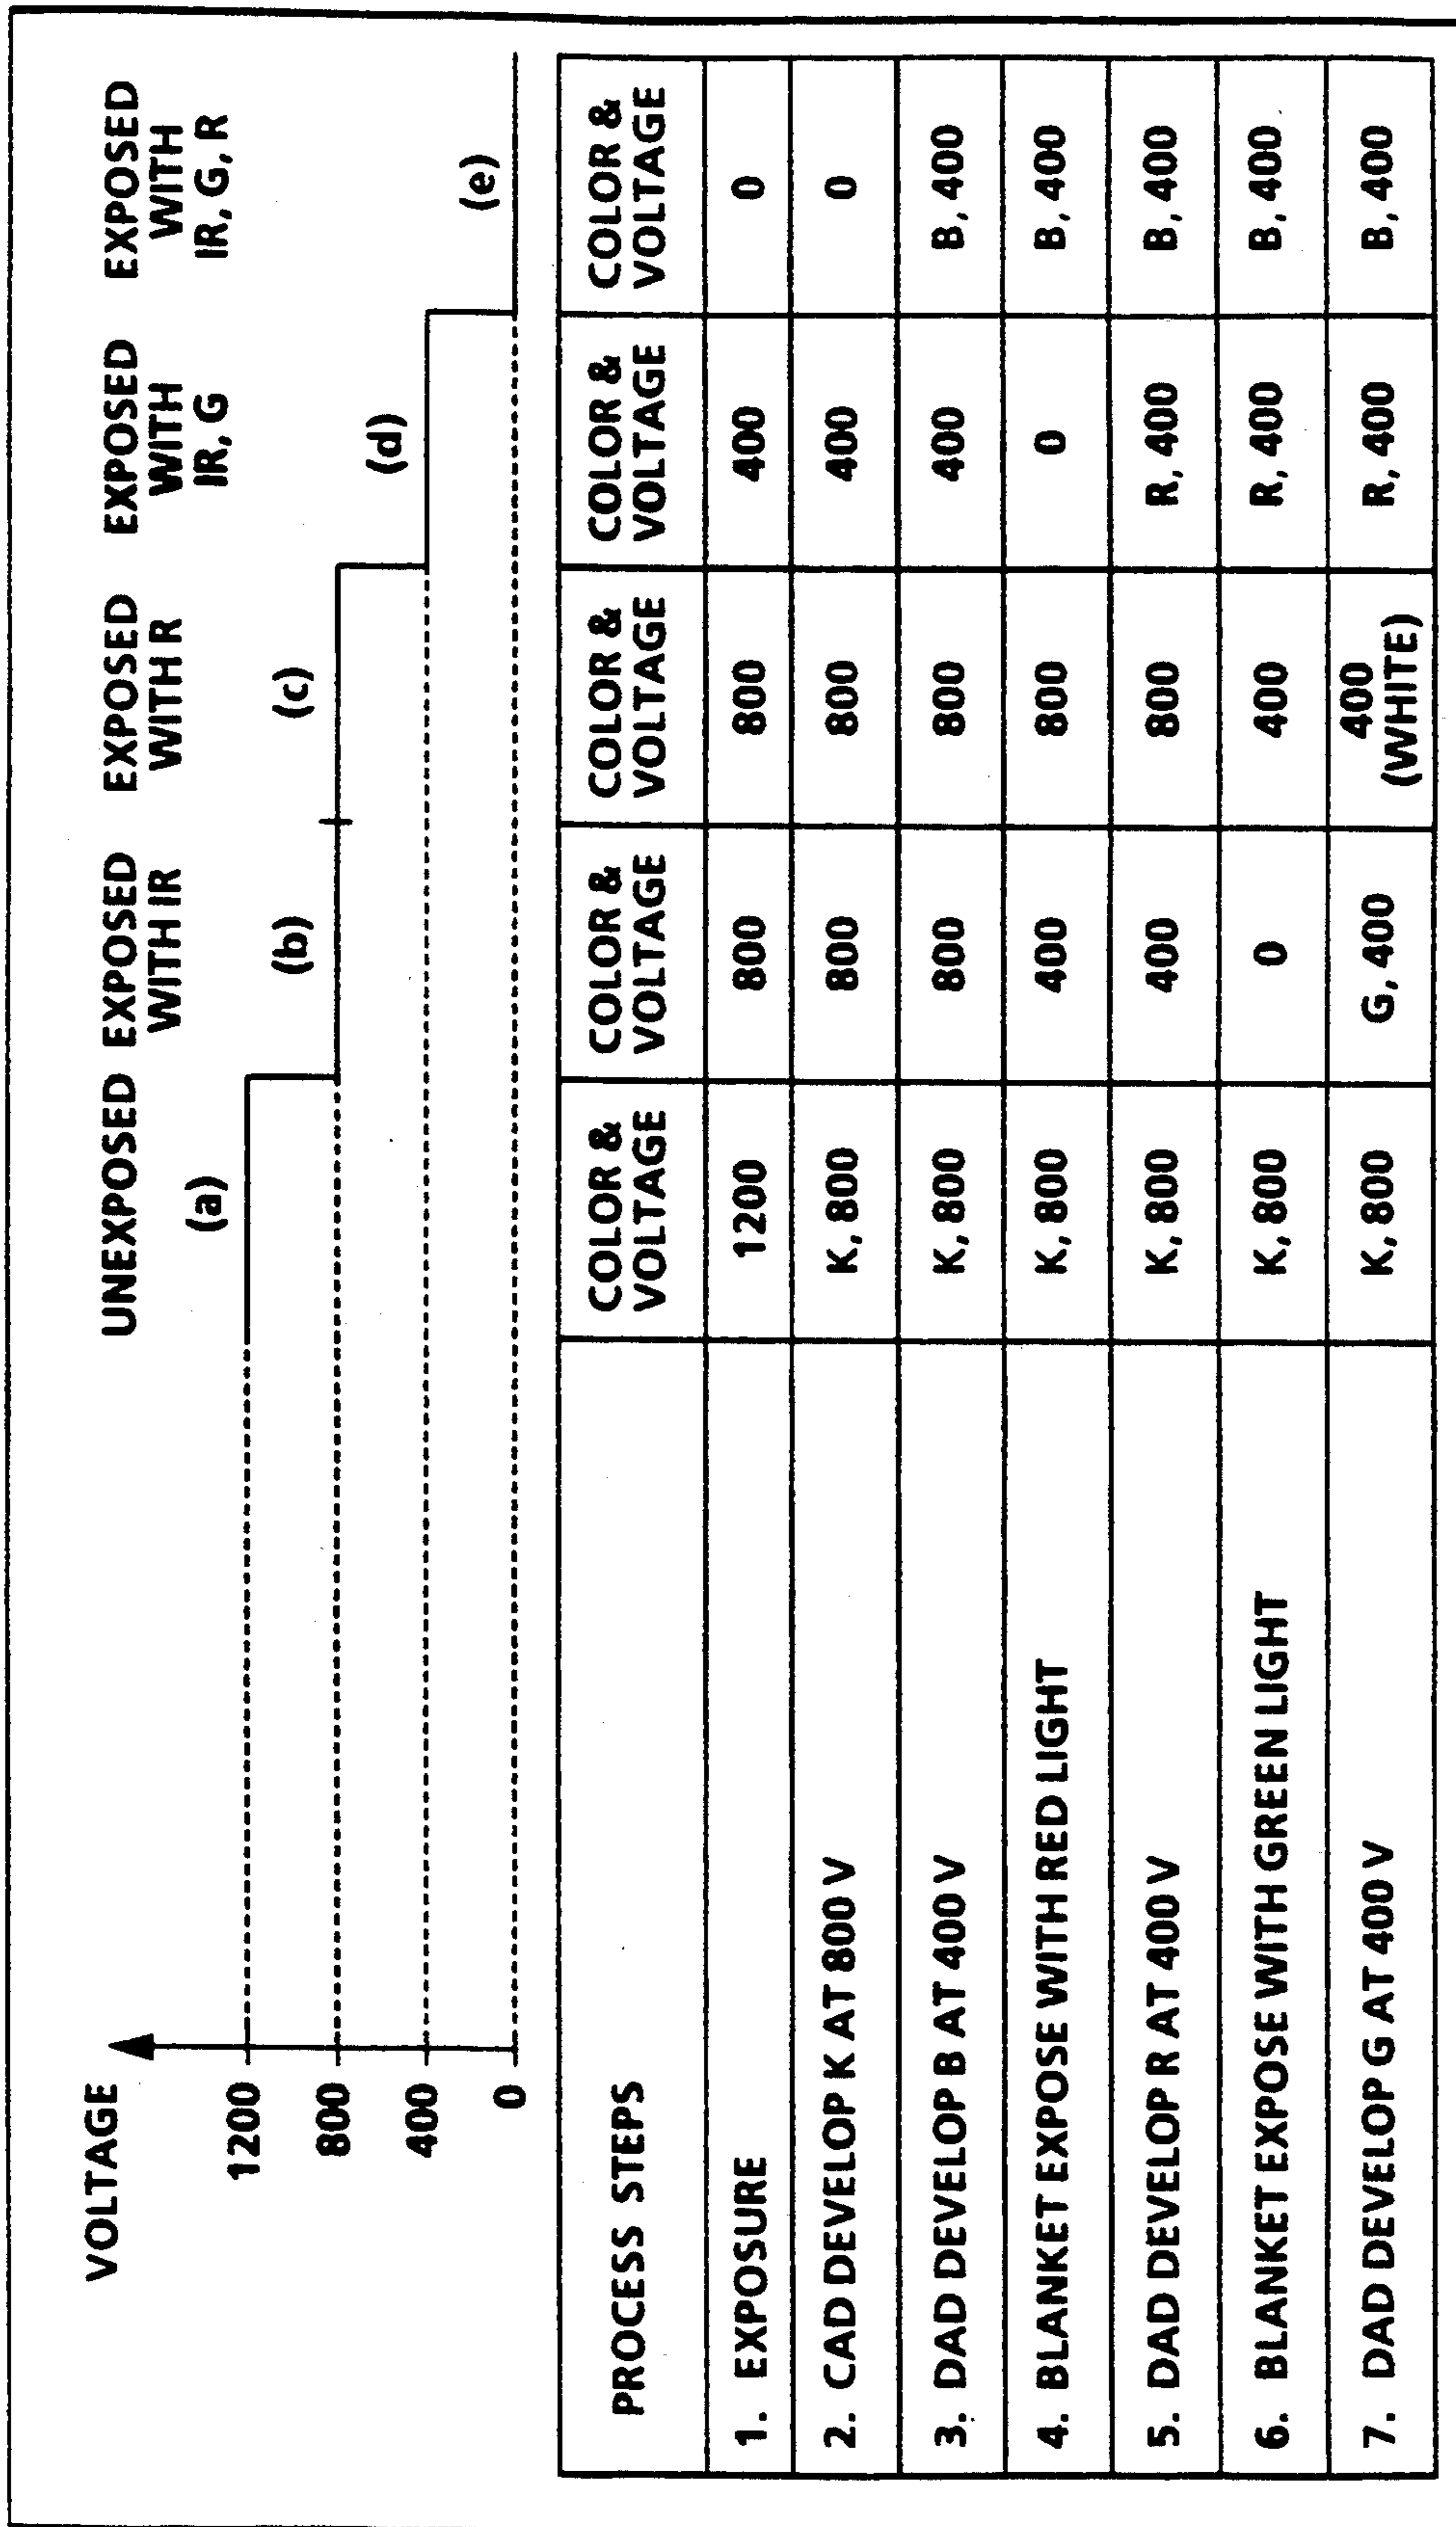 VOLTAGE
1200
800
400
0
UNEXPOSED
EXPOSED
WITH IR
EXPOSED
WITH R
EXPOSED
WITH
IR, G
EXPOSED
WITH
IR, G, R
(a)
(b)
(c)
(d)
(e)
PROCESS STEPS
COLOR &
VOLTAGE
COLOR &
VOLTAGE
COLOR &
VOLTAGE
COLOR &
VOLTAGE
COLOR &
VOLTAGE
1. EXPOSURE 1200 800 800 400 0
2. CAD DEVELOP K AT 800 V K, 800 800 800 400 0
3. DAD DEVELOP B AT 400 V K, 800 800 800 400 B, 400
4. BLANKET EXPOSE WITH RED LIGHT K, 800 400 800 0 B, 400
5. DAD DEVELOP R AT 400 V K, 800 400 800 R, 400 B, 400
6. BLANKET EXPOSE WITH GREEN LIGHT K, 800 0 400 R, 400 B, 400
7. DAD DEVELOP G AT 400 V K, 800 G, 400 400 R, 400 B, 400
(WHITE)